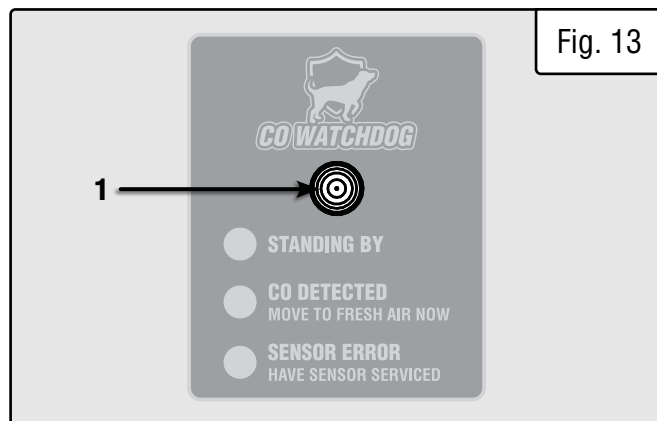 Fig. 13
CO WATCHDOG
1
STANDING BY
CO DETECTED
MOVE TO FRESH AIR NOW
SENSOR ERROR
HAVE SENSOR SERVICED